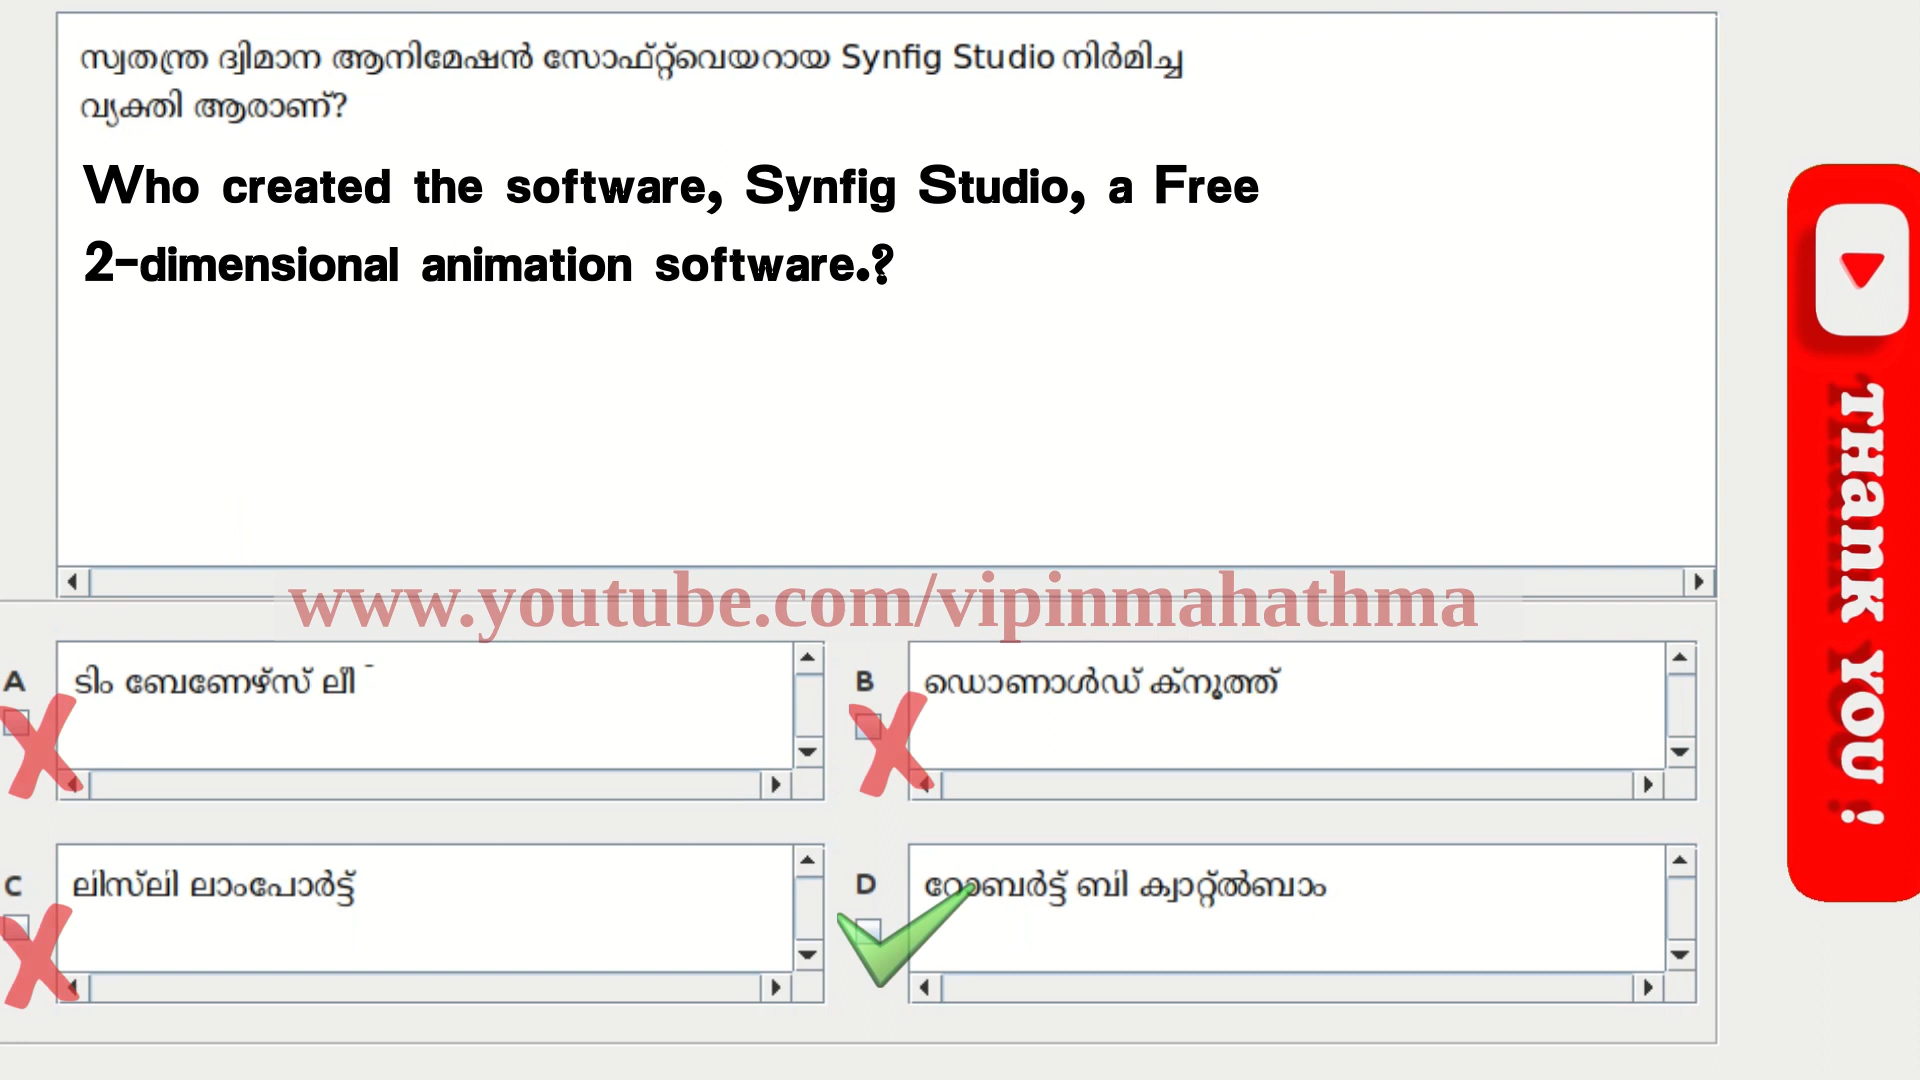 സ്വതന്ത്ര ദ്വിമാന ആനിമേഷൻ സോഫ്റ്റ്‌വെയറായ Synfig Studio നിർമിച്ച
വ്യക്തി ആരാണ്?
Who created the software, Synfig Studio, a Free
2-dimensional animation software.?
www.youtube.com/vipinmahathma
A
ടിം ബേണേഴ്സ് ലീ
B
ഡൊണാൾഡ് ക്നൂത്ത്
C
ലിസ്‌ലി ലാംപോർട്ട്
D
റോബർട്ട് ബി ക്വാറ്റ്ൽബാം
THANK YOU !